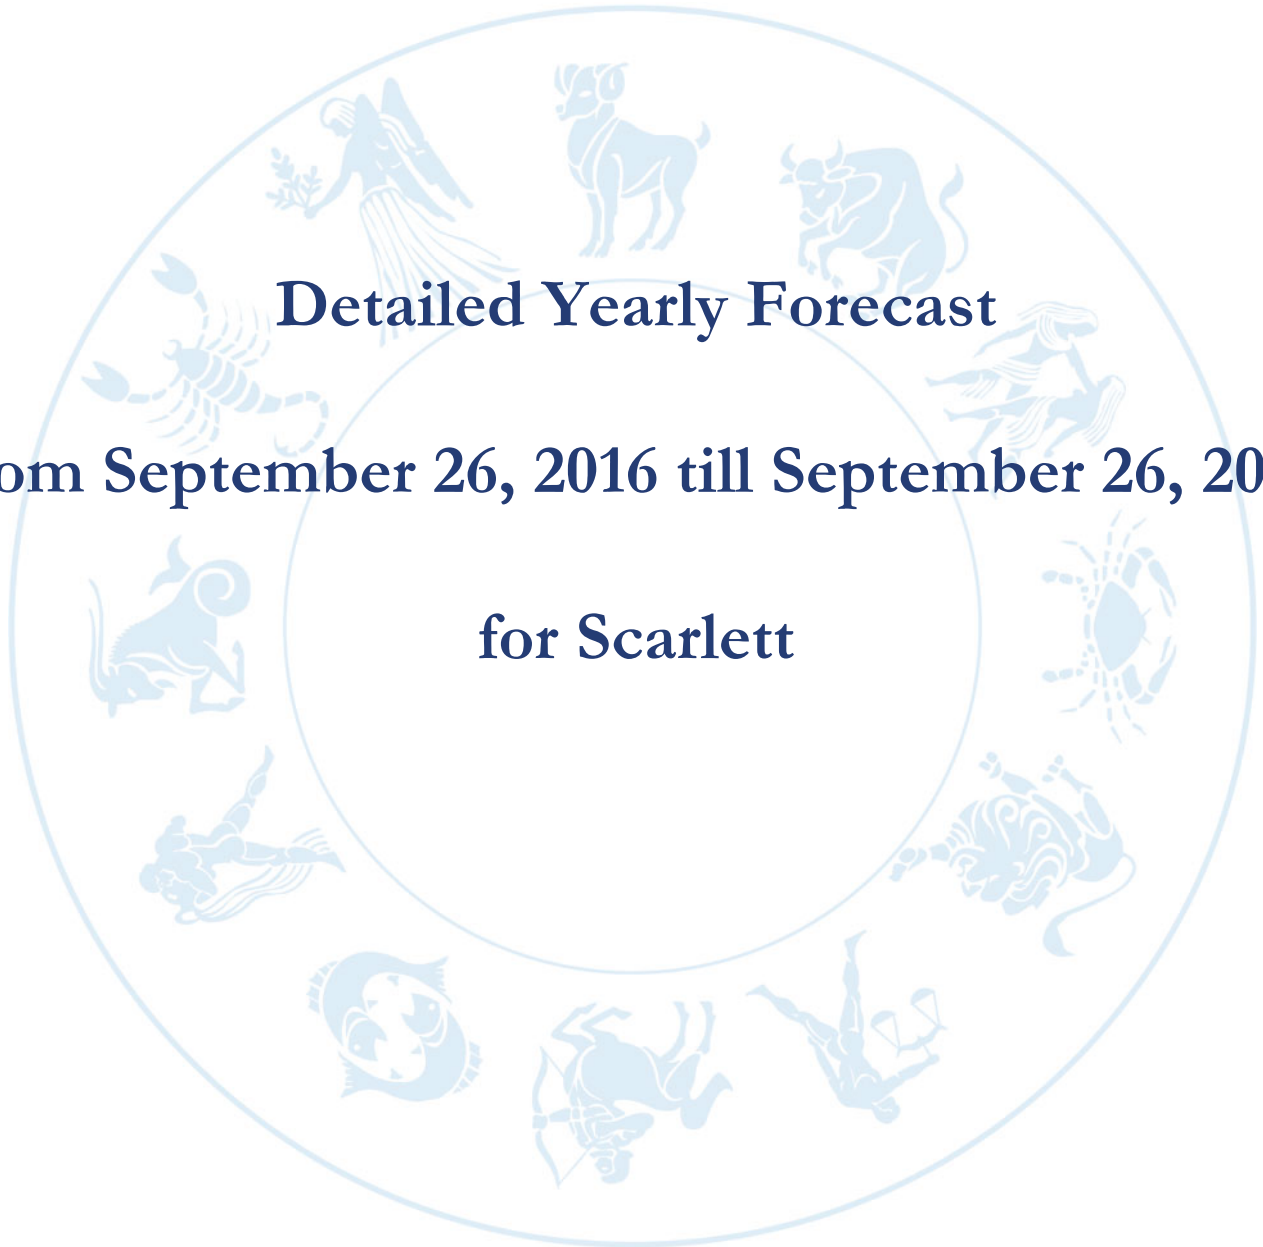 Detailed Yearly Forecast
om September 26, 2016 till September 26, 20
for Scarlett